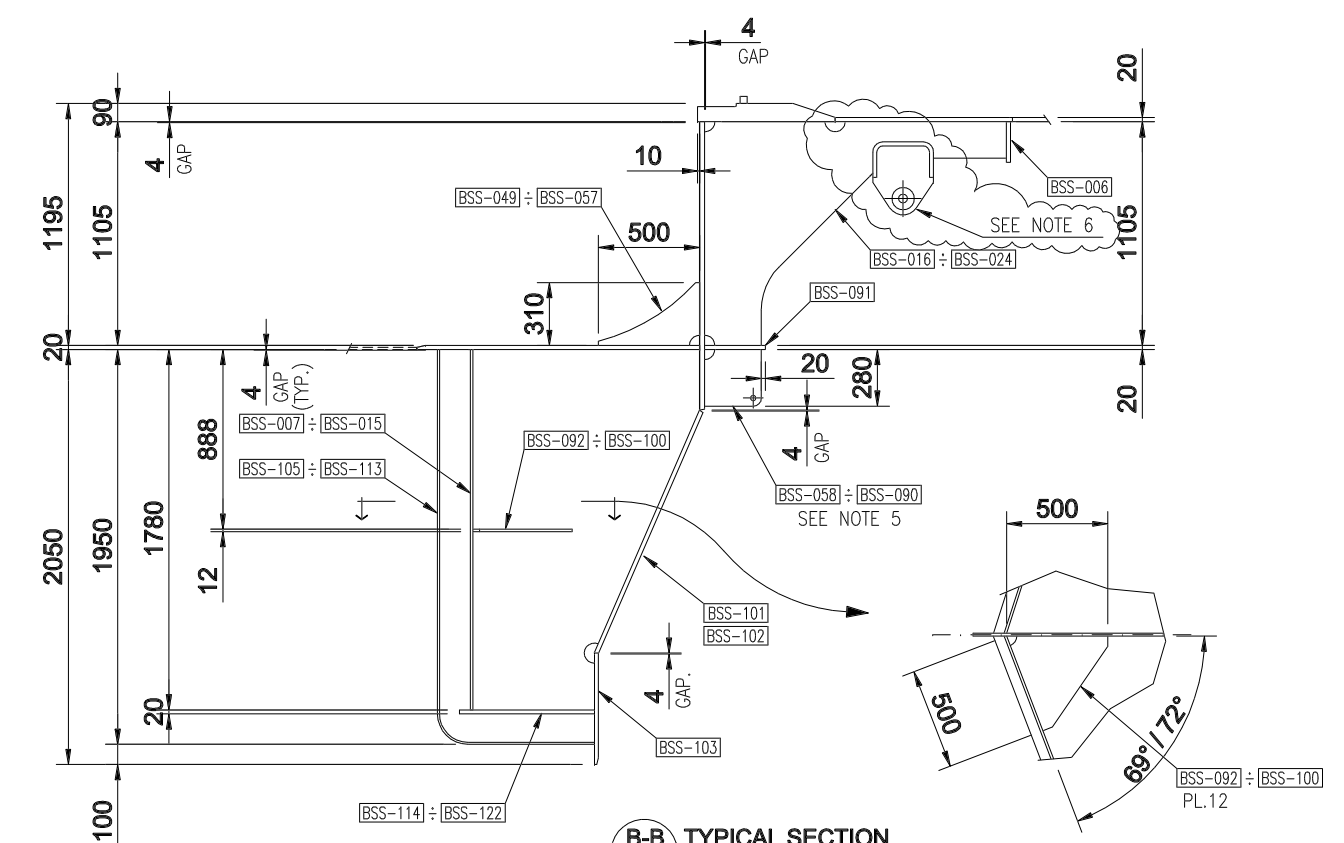 4
GAP
20
90
4
GAP
10
BSS-049 ÷ BSS-057
BSS-006
1195
1105
500
SEE NOTE 6
1105
BSS-016 ÷ BSS-024
BSS-091
310
20
4
GAP
(TYP.)
20
280
20
BSS-007 ÷ BSS-015
888
BSS-092 ÷ BSS-100
4
GAP
BSS-105 ÷ BSS-113
BSS-058 ÷ BSS-090
SEE NOTE 5
500
2050
1950
1780
12
BSS-101
BSS-102
4
GAP.
500
69° / 72°
20
BSS-103
BSS-092 ÷ BSS-100
PL.12
BSS-114 ÷ BSS-122
100
B-B TYPICAL SECTION